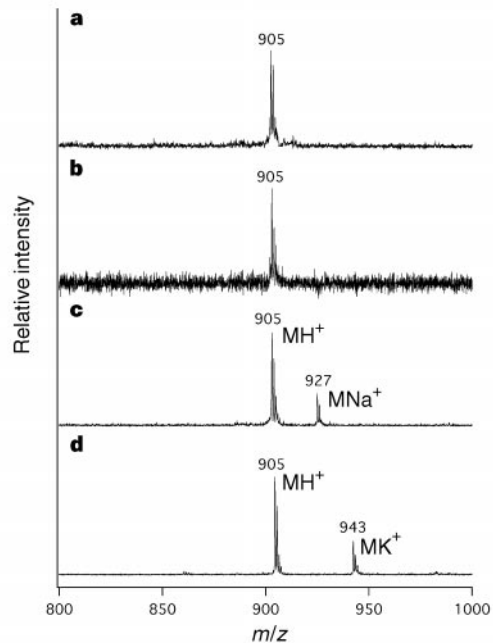 a
905
b
905
Relative intensity
c
905
MH+
927
MNa+
d
905
MH+
943
MK+
800 850 900 950 1000
m/z